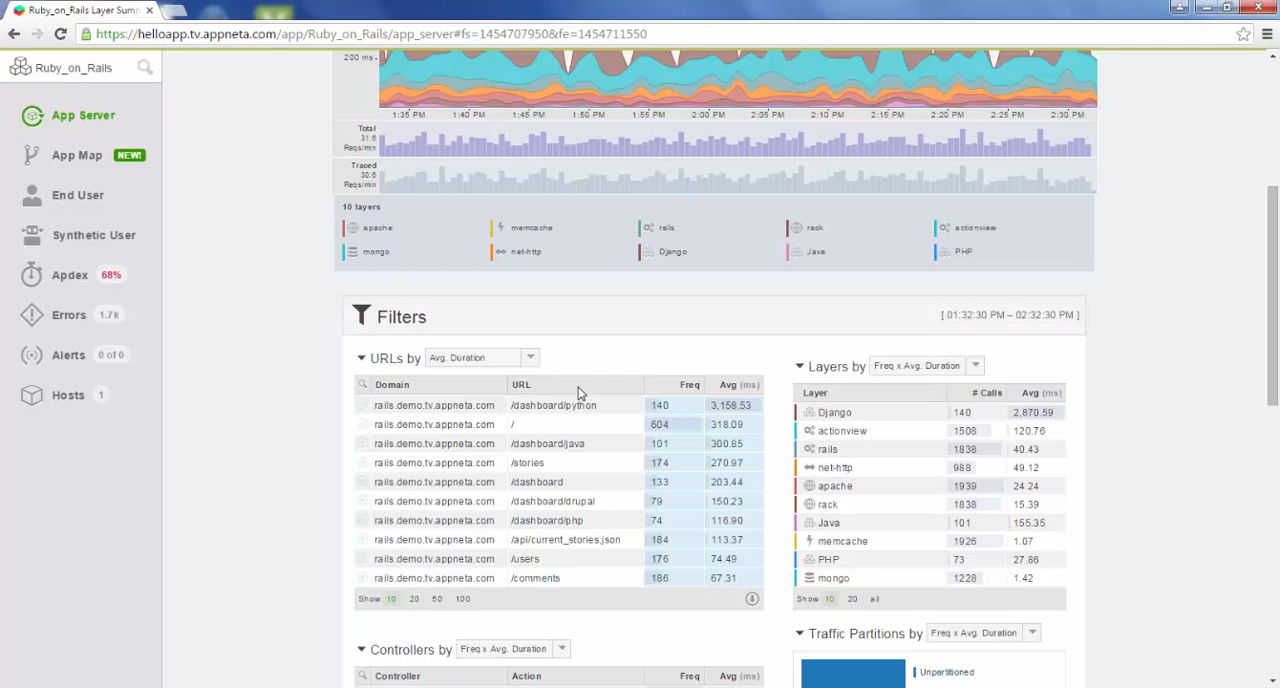 Ruby_on_Rails Layer Summ
https://helloapp.tv.appneta.com/app/Ruby_on_Rails/app_server#fs=1454707950&fe=1454711550
Ruby_on_Rails
App Server
App Map NEW!
End User
Synthetic User
Apdex 68%
Errors 1.7k
Alerts 0 of 0
Hosts 1
200 ms
1:35 PM 1:40 PM 1:45 PM 1:50 PM 1:55 PM 2:00 PM 2:05 PM 2:10 PM 2:15 PM 2:20 PM 2:25 PM 2:30 PM
Total
31.6
Reqs/min
Traced
30.6
Reqs/min
10 layers
apache memcache rails rack actionview
mongo net-http Django Java PHP
Filters [ 01:32:30 PM – 02:32:30 PM ]
URLs by Avg. Duration
Domain URL Freq Avg (ms)
rails.demo.tv.appneta.com /dashboard/python 140 3,158.53
rails.demo.tv.appneta.com / 604 318.09
rails.demo.tv.appneta.com /dashboard/java 101 300.85
rails.demo.tv.appneta.com /stories 174 270.97
rails.demo.tv.appneta.com /dashboard 133 203.44
rails.demo.tv.appneta.com /dashboard/drupal 79 150.23
rails.demo.tv.appneta.com /dashboard/php 74 116.90
rails.demo.tv.appneta.com /api/current_stories.json 184 113.37
rails.demo.tv.appneta.com /users 176 74.49
rails.demo.tv.appneta.com /comments 186 67.31
Show 10 20 50 100
Layers by Freq x Avg. Duration
Layer # Calls Avg (ms)
Django 140 2,870.59
actionview 1508 120.76
rails 1838 40.43
net-http 988 49.12
apache 1939 24.24
rack 1838 15.39
Java 101 155.35
memcache 1926 1.07
PHP 73 27.86
mongo 1228 1.42
Show 10 20 all
Controllers by Freq x Avg. Duration
Controller Action Freq Avg (ms)
Traffic Partitions by Freq x Avg. Duration
Unpartitioned